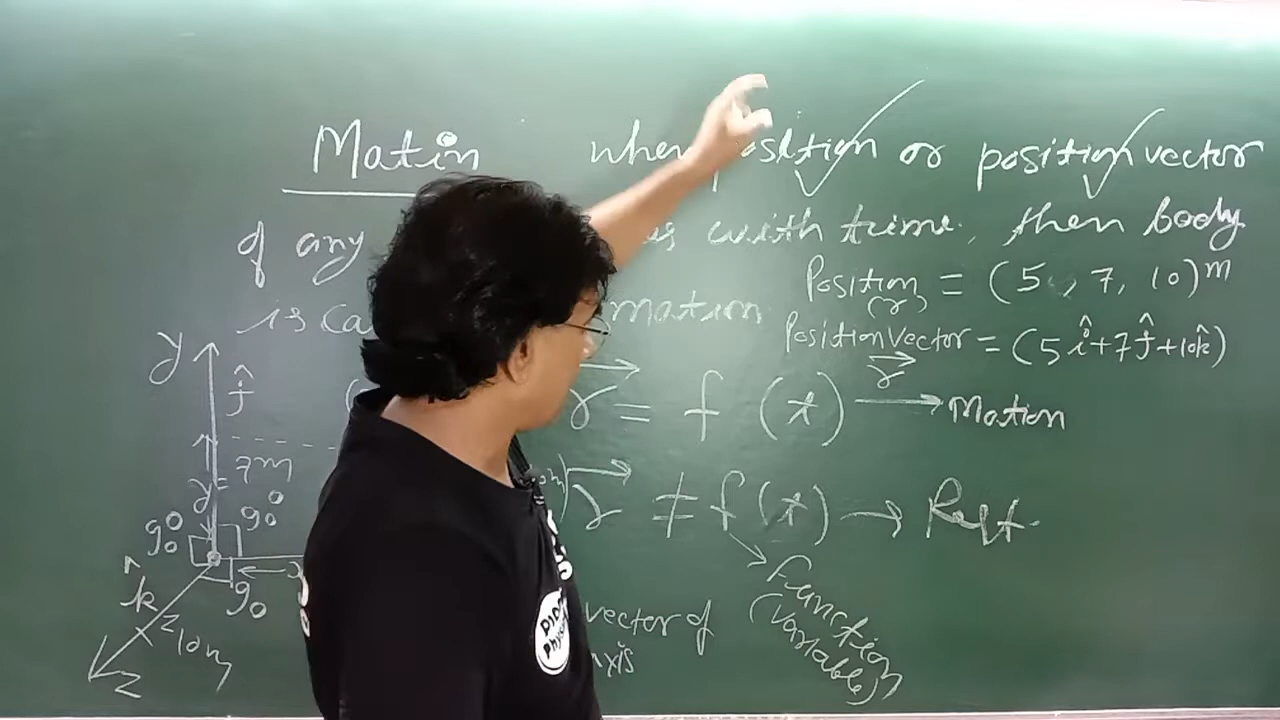 Motion when position or position vector
of any with time, then body
Position (r) = (5, 7, 10)m
is motion
Position Vector r⃗ = (5î+7ĵ+10k̂)
y
ĵ
r⃗ = f(t) → Motion
7m
y =
r⃗ ≠ f(t) → Rest.
90°
90°
90°
k̂
z 10m
Function
(variable)
vector of
axis
Z